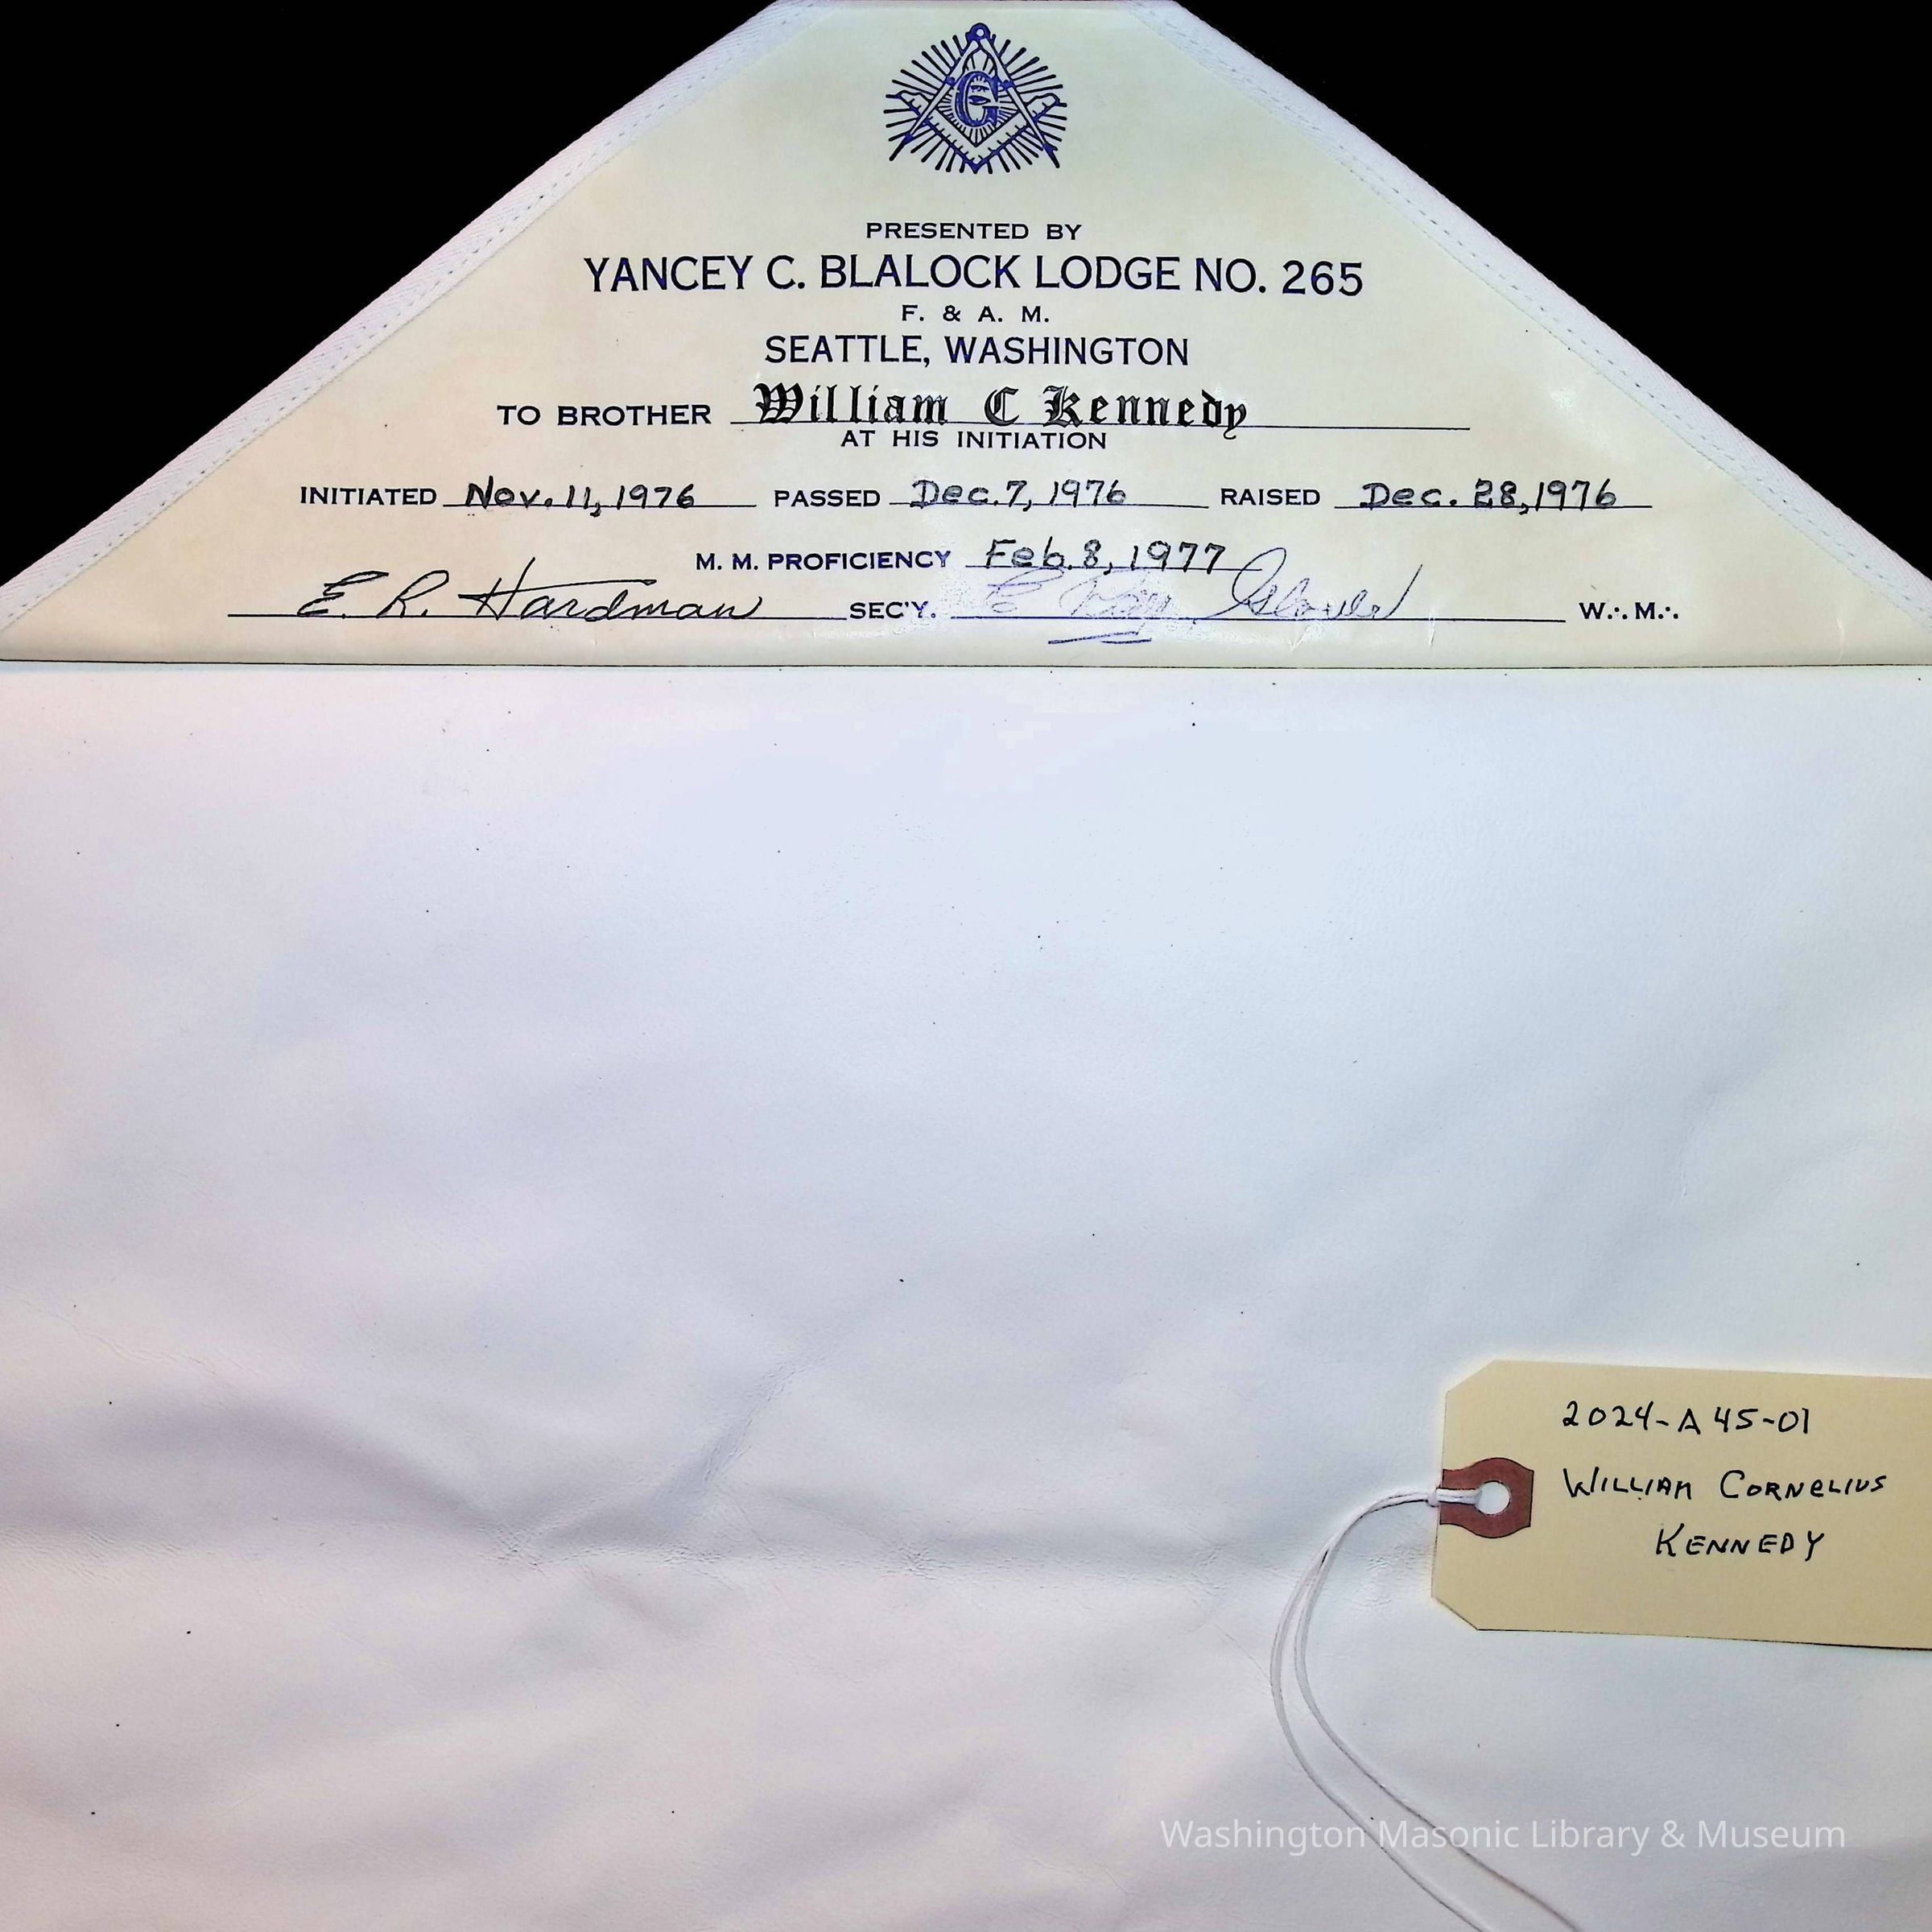 G
PRESENTED BY
YANCEY C. BLALOCK LODGE NO. 265
F. & A. M.
SEATTLE, WASHINGTON
TO BROTHER William C Kennedy
AT HIS INITIATION
INITIATED Nov. 11, 1976 PASSED Dec. 7, 1976 RAISED Dec. 28, 1976
M. M. PROFICIENCY Feb. 8, 1977
E. R. Hardman SEC'Y. E W∴ M∴
2024-A45-01
WILLIAM CORNELIUS
KENNEDY
Washington Masonic Library & Museum